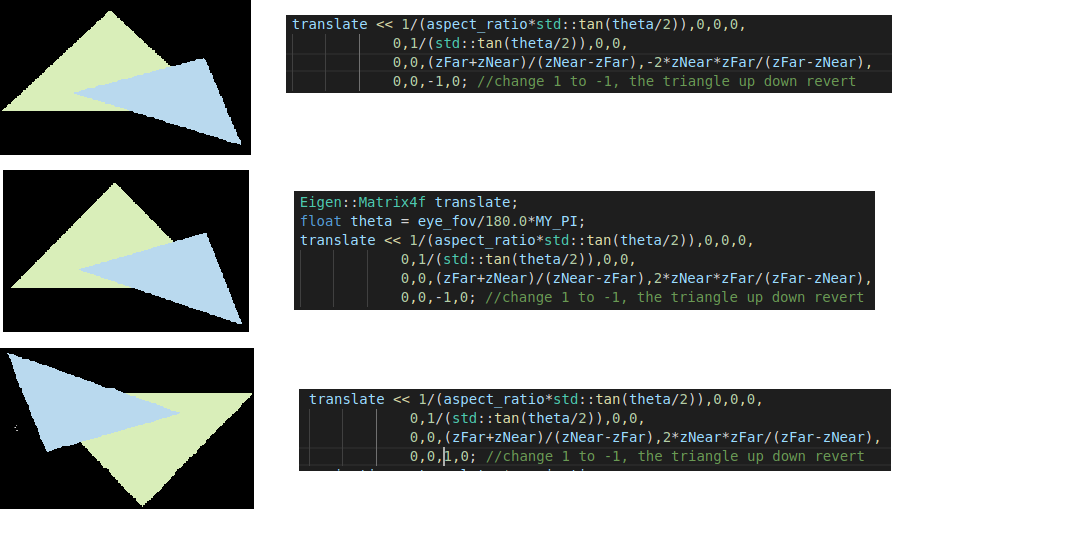 translate << 1/(aspect_ratio*std::tan(theta/2)),0,0,0,
0,1/(std::tan(theta/2)),0,0,
0,0,(zFar+zNear)/(zNear-zFar),-2*zNear*zFar/(zFar-zNear),
0,0,-1,0; //change 1 to -1, the triangle up down revert
Eigen::Matrix4f translate;
float theta = eye_fov/180.0*MY_PI;
translate << 1/(aspect_ratio*std::tan(theta/2)),0,0,0,
0,1/(std::tan(theta/2)),0,0,
0,0,(zFar+zNear)/(zNear-zFar),2*zNear*zFar/(zFar-zNear),
0,0,-1,0; //change 1 to -1, the triangle up down revert
translate << 1/(aspect_ratio*std::tan(theta/2)),0,0,0,
0,1/(std::tan(theta/2)),0,0,
0,0,(zFar+zNear)/(zNear-zFar),2*zNear*zFar/(zFar-zNear),
0,0,1,0; //change 1 to -1, the triangle up down revert